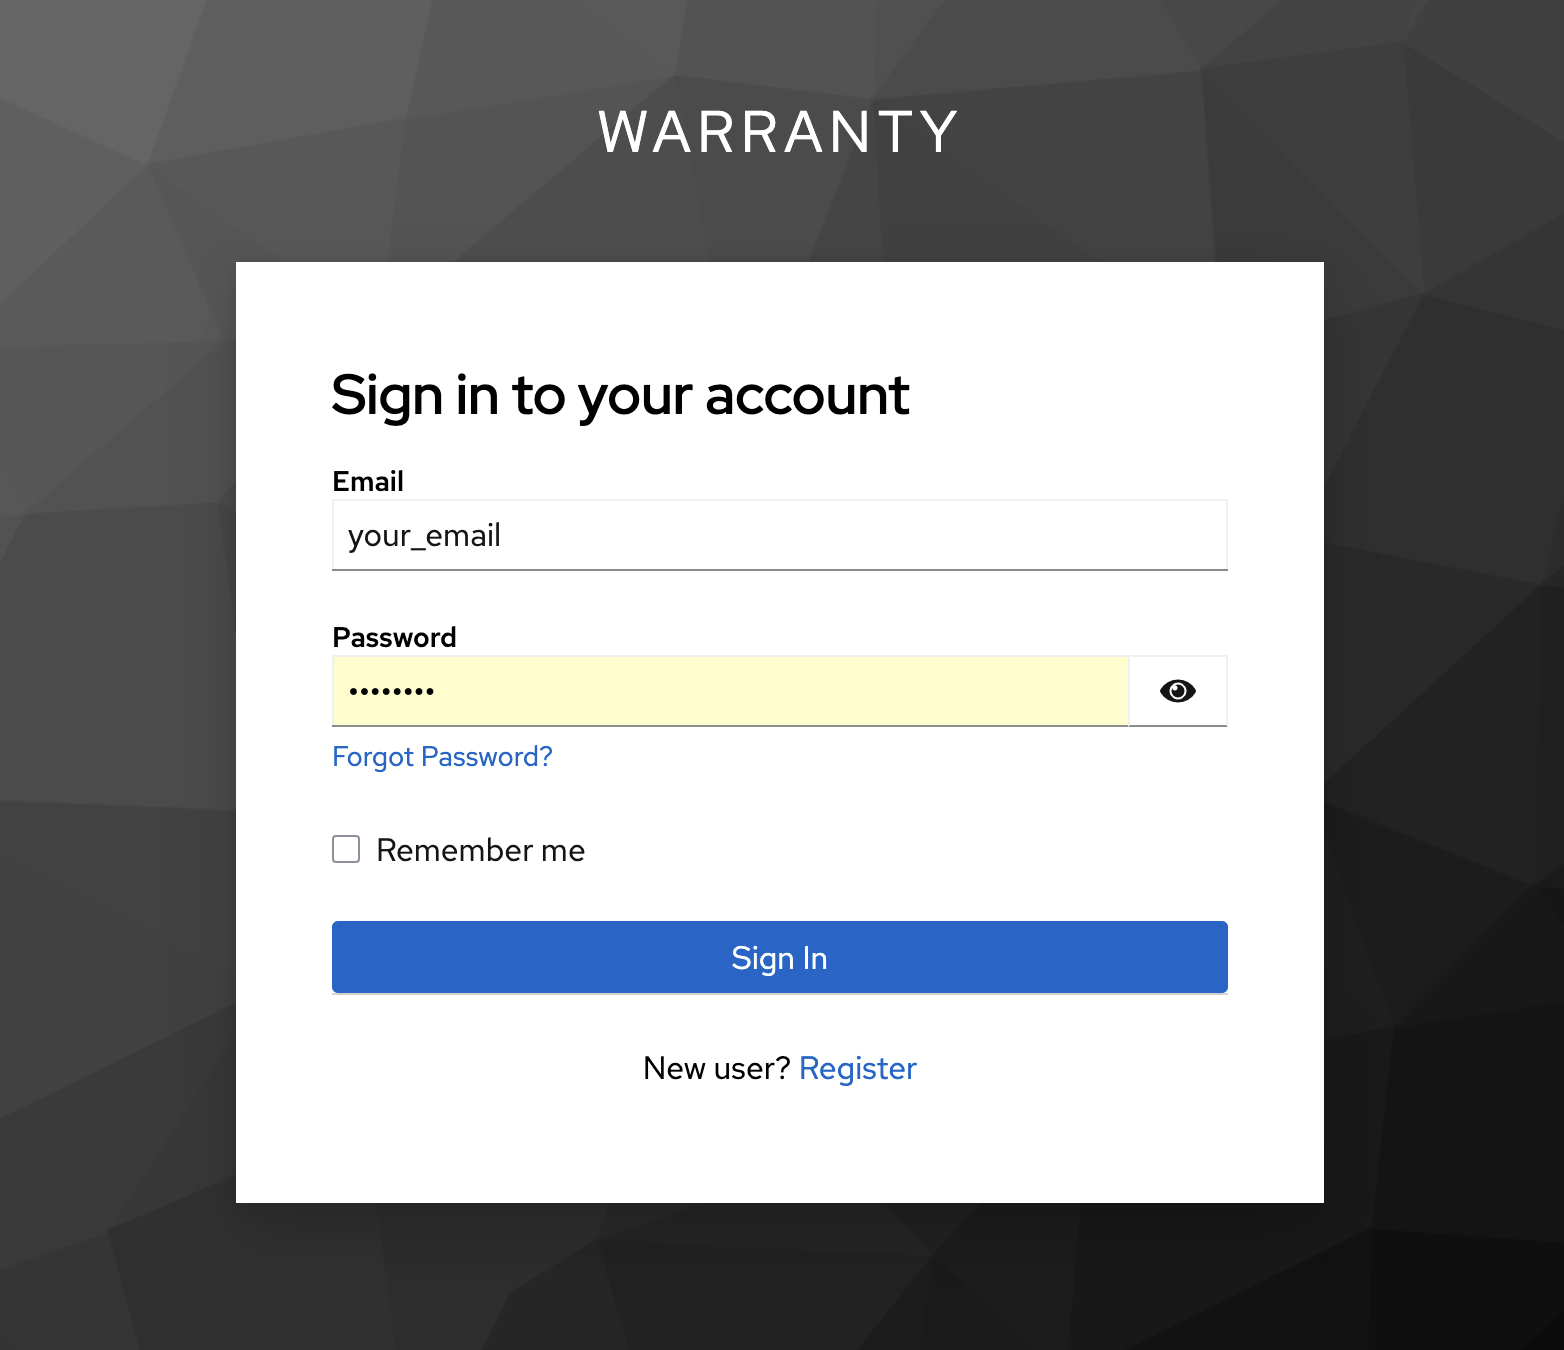 WARRANTY
Sign in to your account
Email
your_email
Password
••••••••
Forgot Password?
Remember me
Sign In
New user? Register